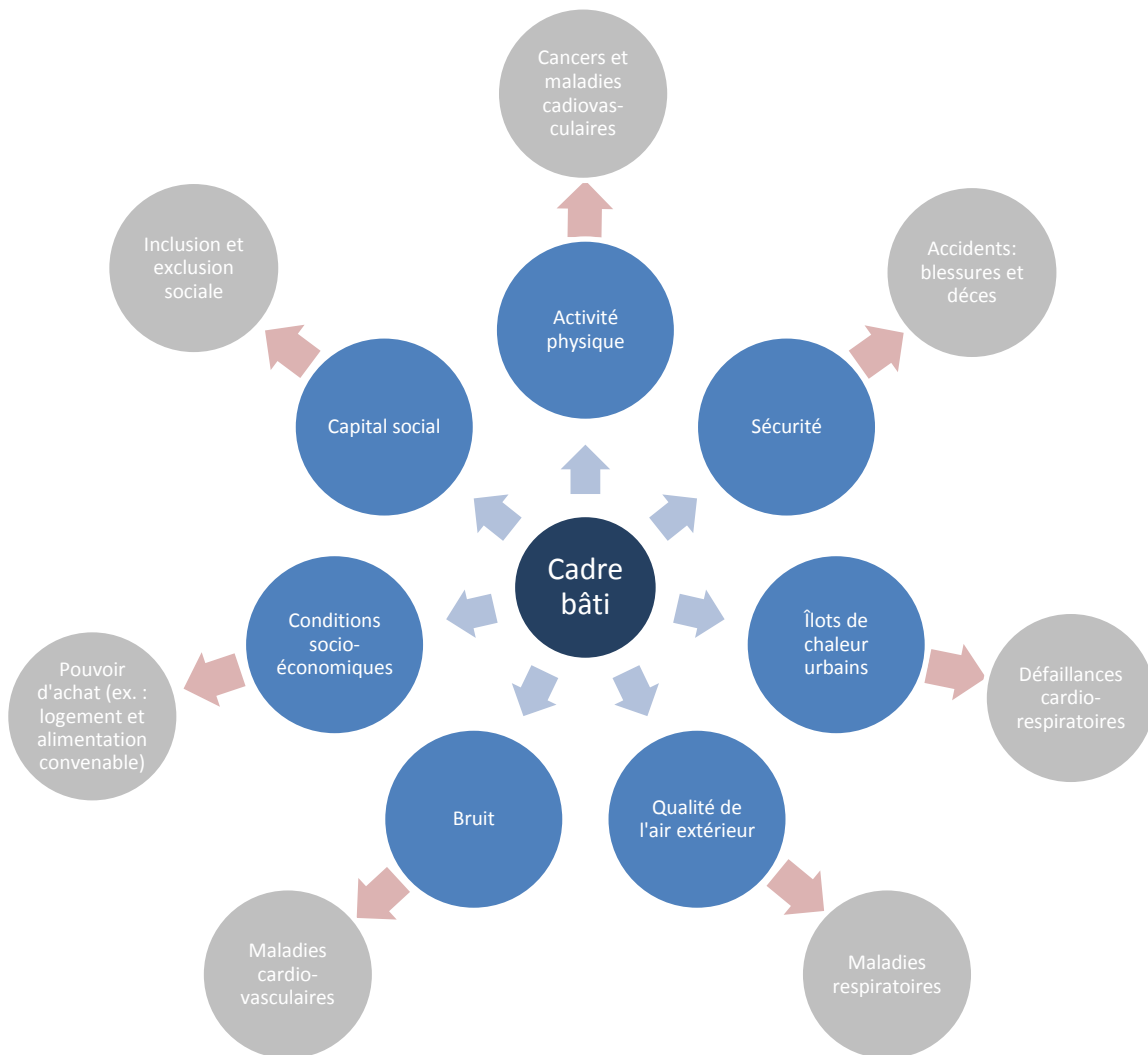 Cancers et
maladies
cadiovas-
culaires
Inclusion et
exclusion
sociale
Accidents:
blessures et
déces
Activité
physique
Capital social
Sécurité
Cadre
bâti
Conditions
socio-
économiques
Îlots de
chaleur
urbains
Pouvoir
d'achat (ex. :
logement et
alimentation
convenable)
Défaillances
cardio-
respiratoires
Bruit
Qualité de
l'air extérieur
Maladies
cardio-
vasculaires
Maladies
respiratoires